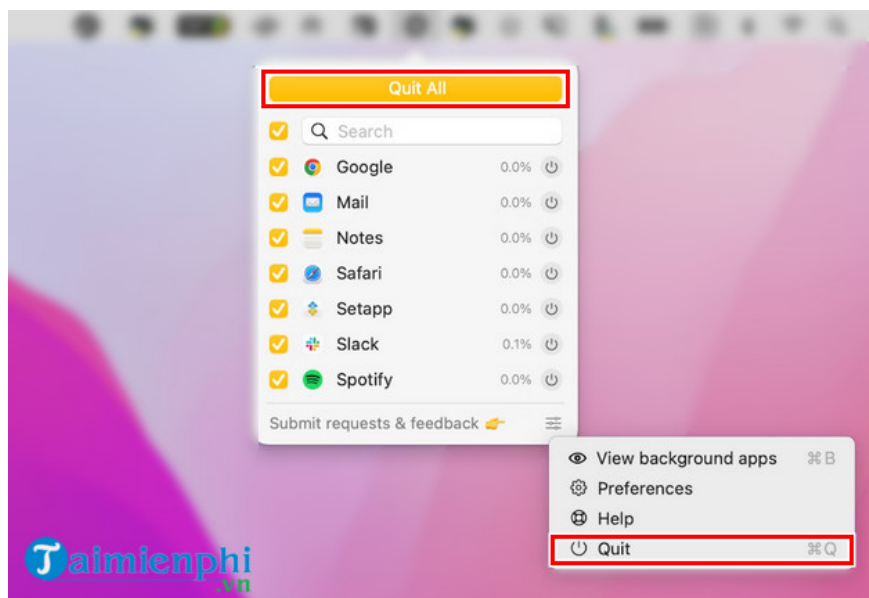 Quit All
Search
Google 0.0%
Mail 0.0%
Notes 0.0%
Safari 0.0%
Setapp 0.0%
Slack 0.1%
Spotify 0.0%
Submit requests & feedback 👉
View background apps ⌘B
Preferences
Help
Quit ⌘Q
Taimienphi
.vn